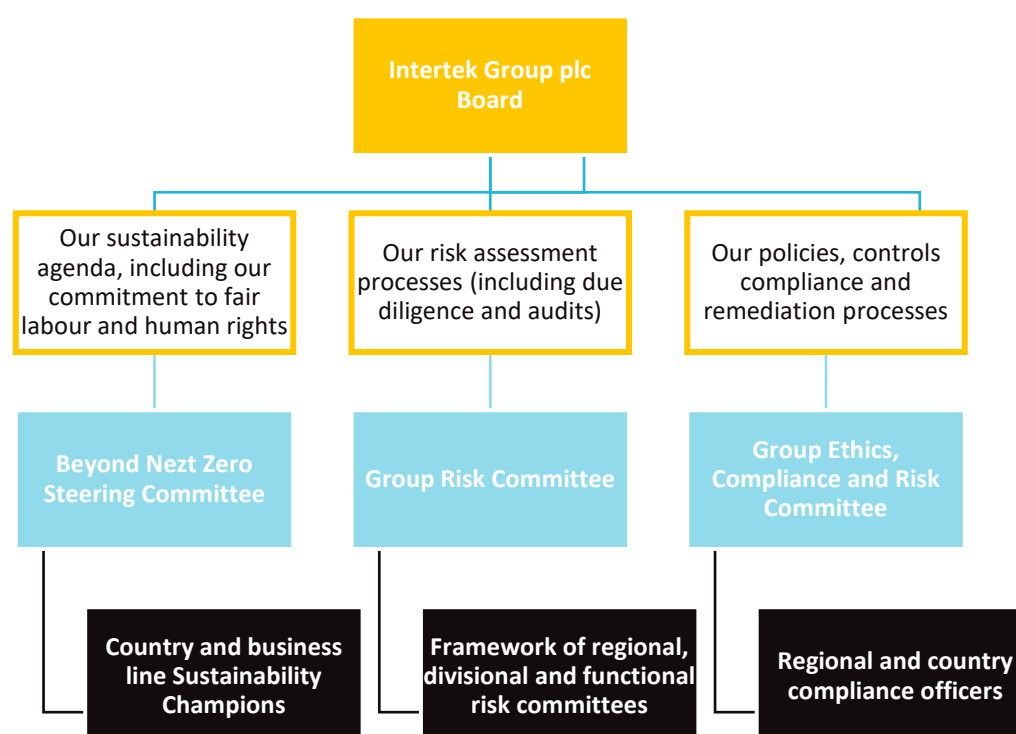 Intertek Group plc
Board
Our sustainability
agenda, including our
commitment to fair
labour and human rights
Our risk assessment
processes (including due
diligence and audits)
Our policies, controls
compliance and
remediation processes
Beyond Nezt Zero
Steering Committee
Group Risk Committee
Group Ethics,
Compliance and Risk
Committee
Country and business
line Sustainability
Champions
Framework of regional,
divisional and functional
risk committees
Regional and country
compliance officers